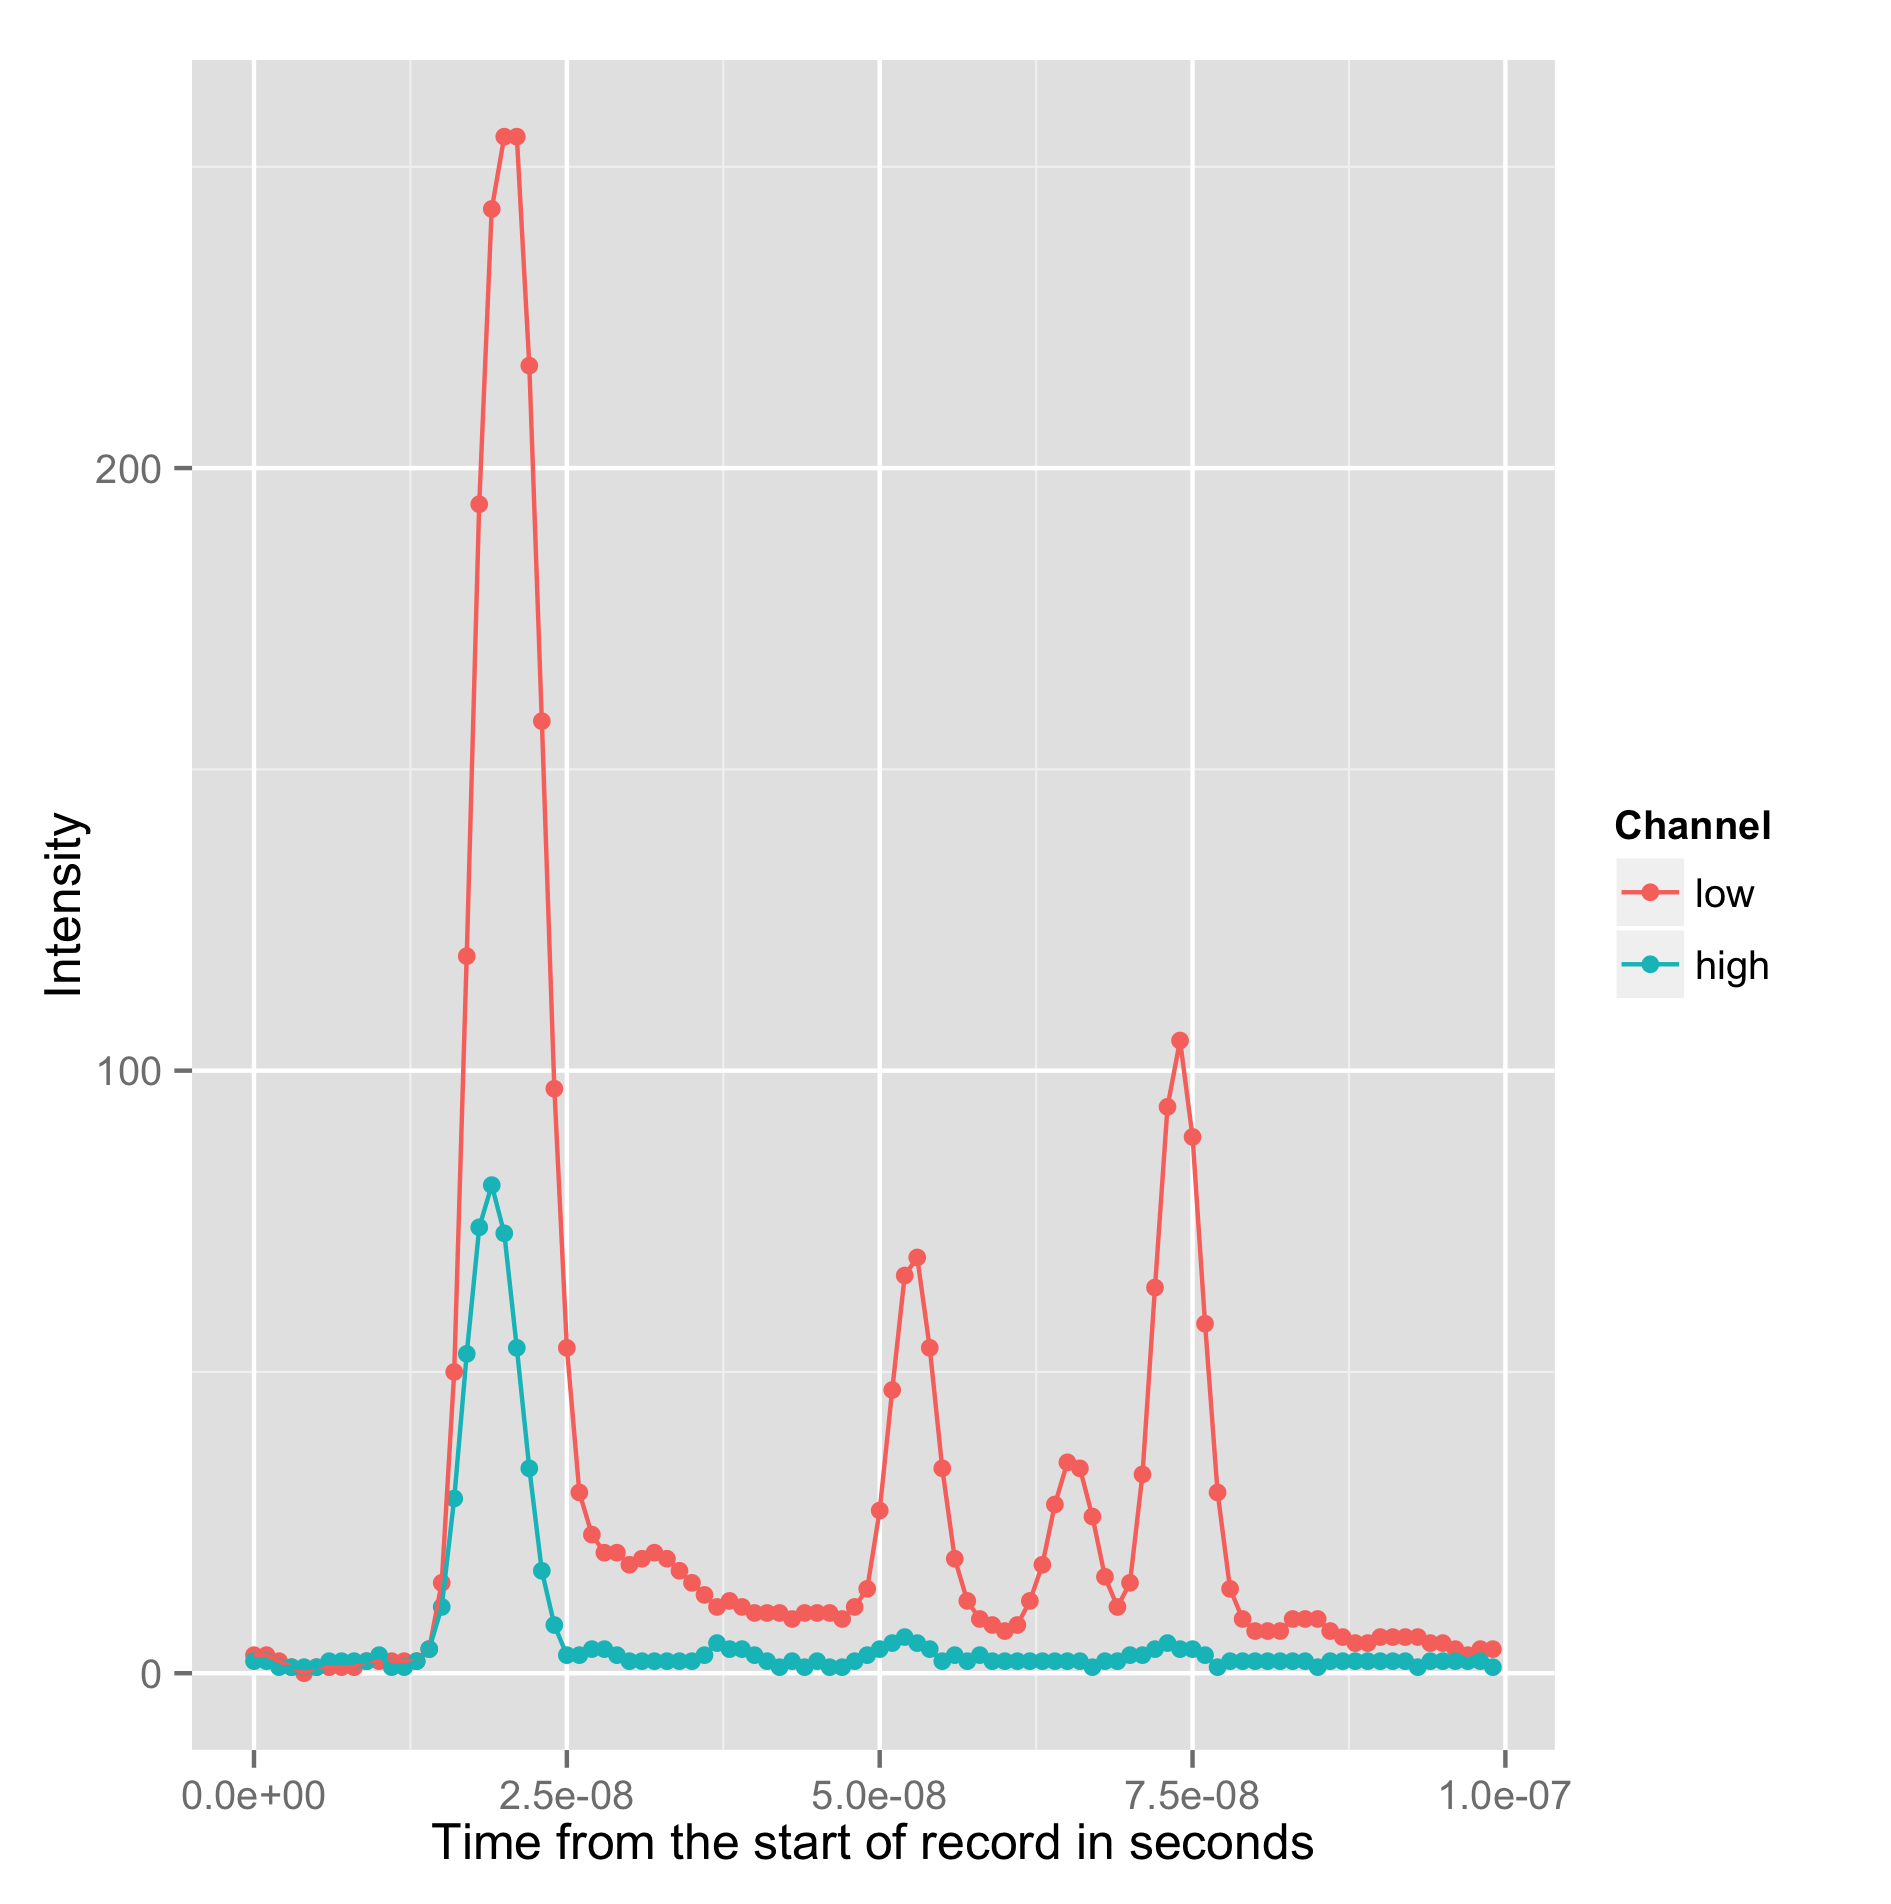 Intensity
200
100
0
0.0e+00 2.5e-08 5.0e-08 7.5e-08 1.0e-07
Time from the start of record in seconds
Channel
low
high